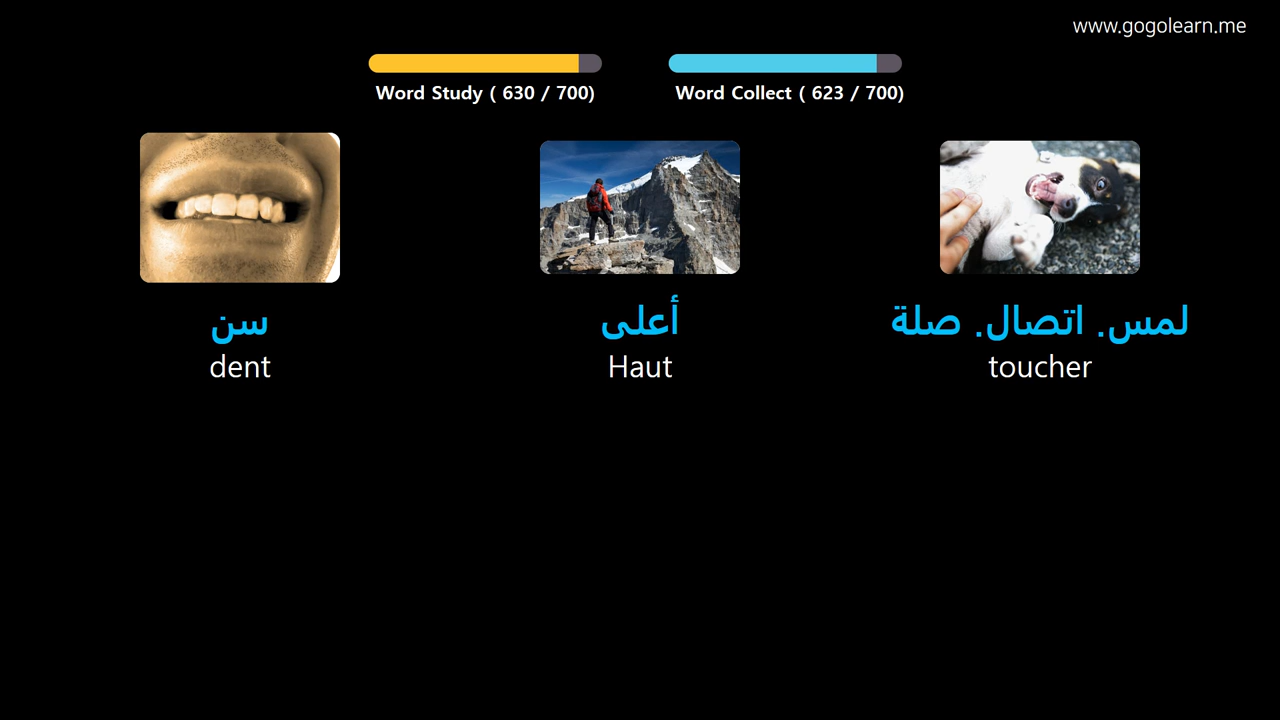 www.gogolearn.me
Word Study ( 630 / 700)
Word Collect ( 623 / 700)
سن
dent
أعلى
Haut
لمس. اتصال. صلة
toucher